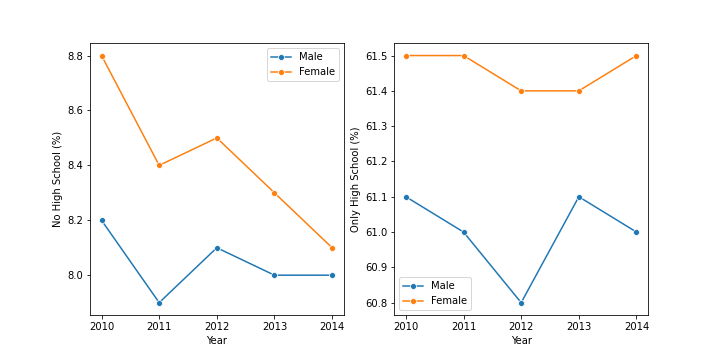 No High School (%)
8.8
8.6
8.4
8.2
8.0
Male
Female
2010 2011 2012 2013 2014
Year
Only High School (%)
61.5
61.4
61.3
61.2
61.1
61.0
60.9
60.8
Male
Female
2010 2011 2012 2013 2014
Year